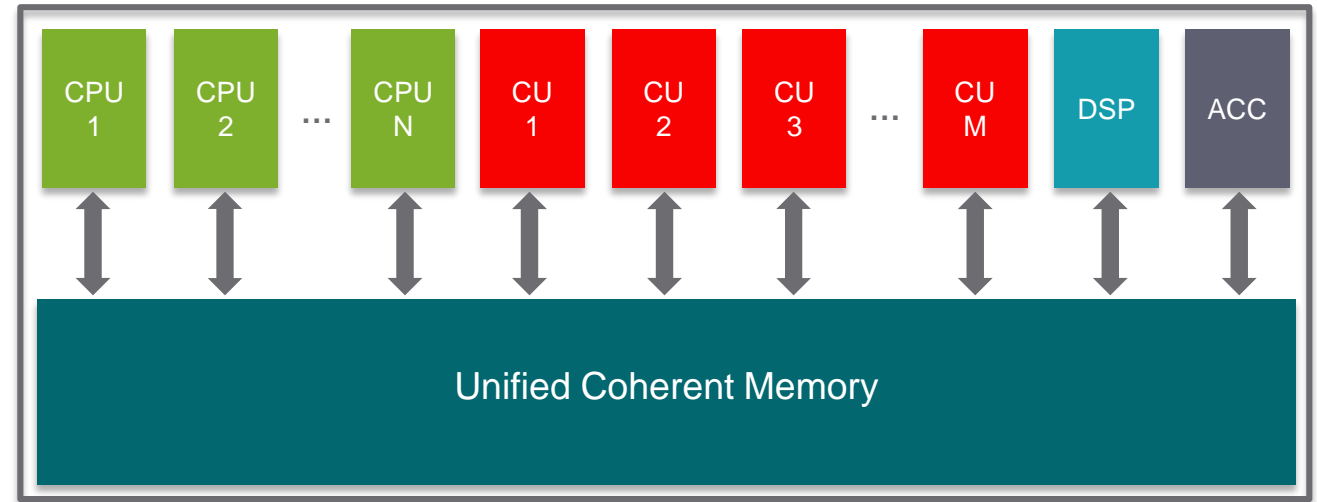 CPU
1
CPU
2
...
CPU
N
CU
1
CU
2
CU
3
...
CU
M
DSP
ACC
Unified Coherent Memory